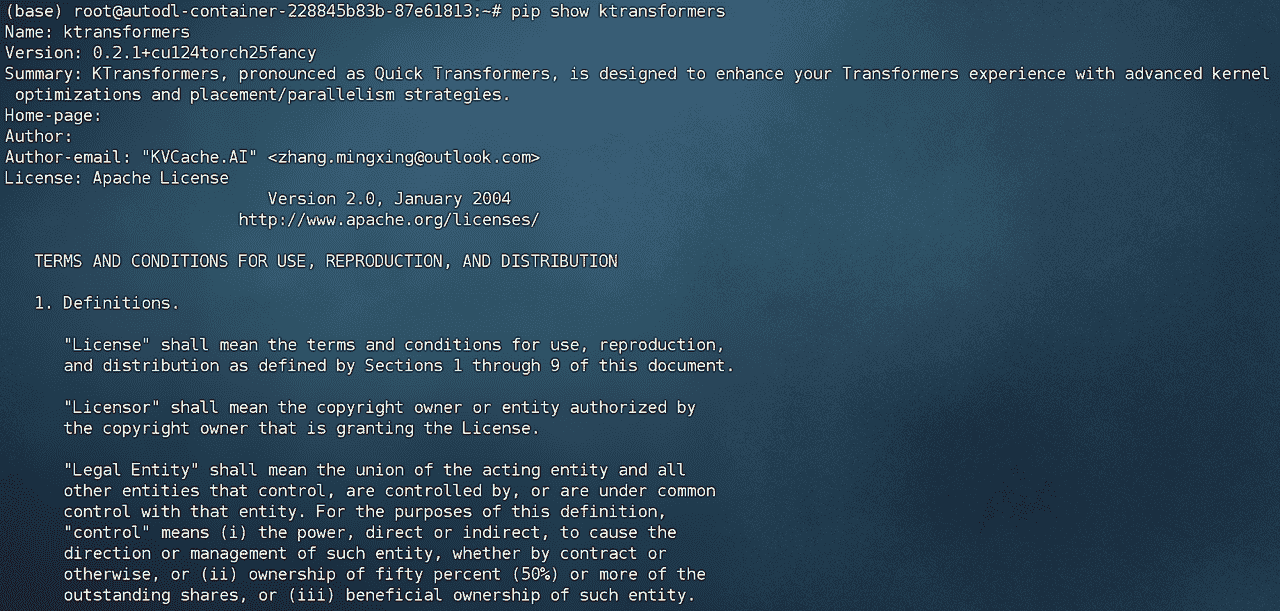 (base) root@autodl-container-228845b83b-87e61813:~# pip show ktransformers
Name: ktransformers
Version: 0.2.1+cu124torch25fancy
Summary: KTransformers, pronounced as Quick Transformers, is designed to enhance your Transformers experience with advanced kernel
optimizations and placement/parallelism strategies.
Home-page:
Author:
Author-email: "KVCache.AI" <zhang.mingxing@outlook.com>
License: Apache License
Version 2.0, January 2004
http://www.apache.org/licenses/
TERMS AND CONDITIONS FOR USE, REPRODUCTION, AND DISTRIBUTION
1. Definitions.
"License" shall mean the terms and conditions for use, reproduction,
and distribution as defined by Sections 1 through 9 of this document.
"Licensor" shall mean the copyright owner or entity authorized by
the copyright owner that is granting the License.
"Legal Entity" shall mean the union of the acting entity and all
other entities that control, are controlled by, or are under common
control with that entity. For the purposes of this definition,
"control" means (i) the power, direct or indirect, to cause the
direction or management of such entity, whether by contract or
otherwise, or (ii) ownership of fifty percent (50%) or more of the
outstanding shares, or (iii) beneficial ownership of such entity.